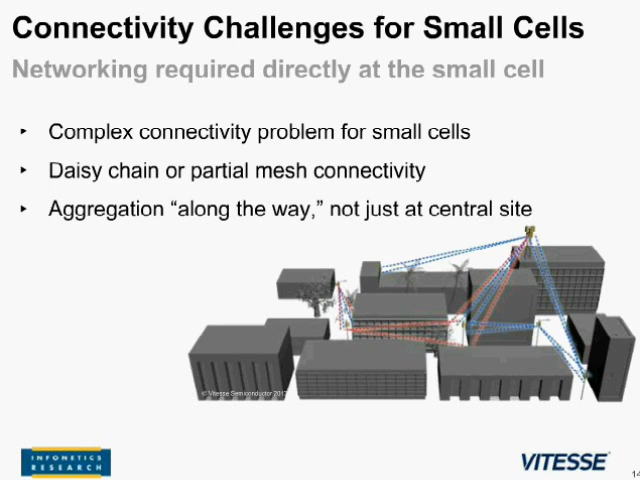 Connectivity Challenges for Small Cells
Networking required directly at the small cell
‣ Complex connectivity problem for small cells
‣ Daisy chain or partial mesh connectivity
‣ Aggregation “along the way,” not just at central site
© Vitesse Semiconductor
INFONETICS
RESEARCH
VITESSE
14